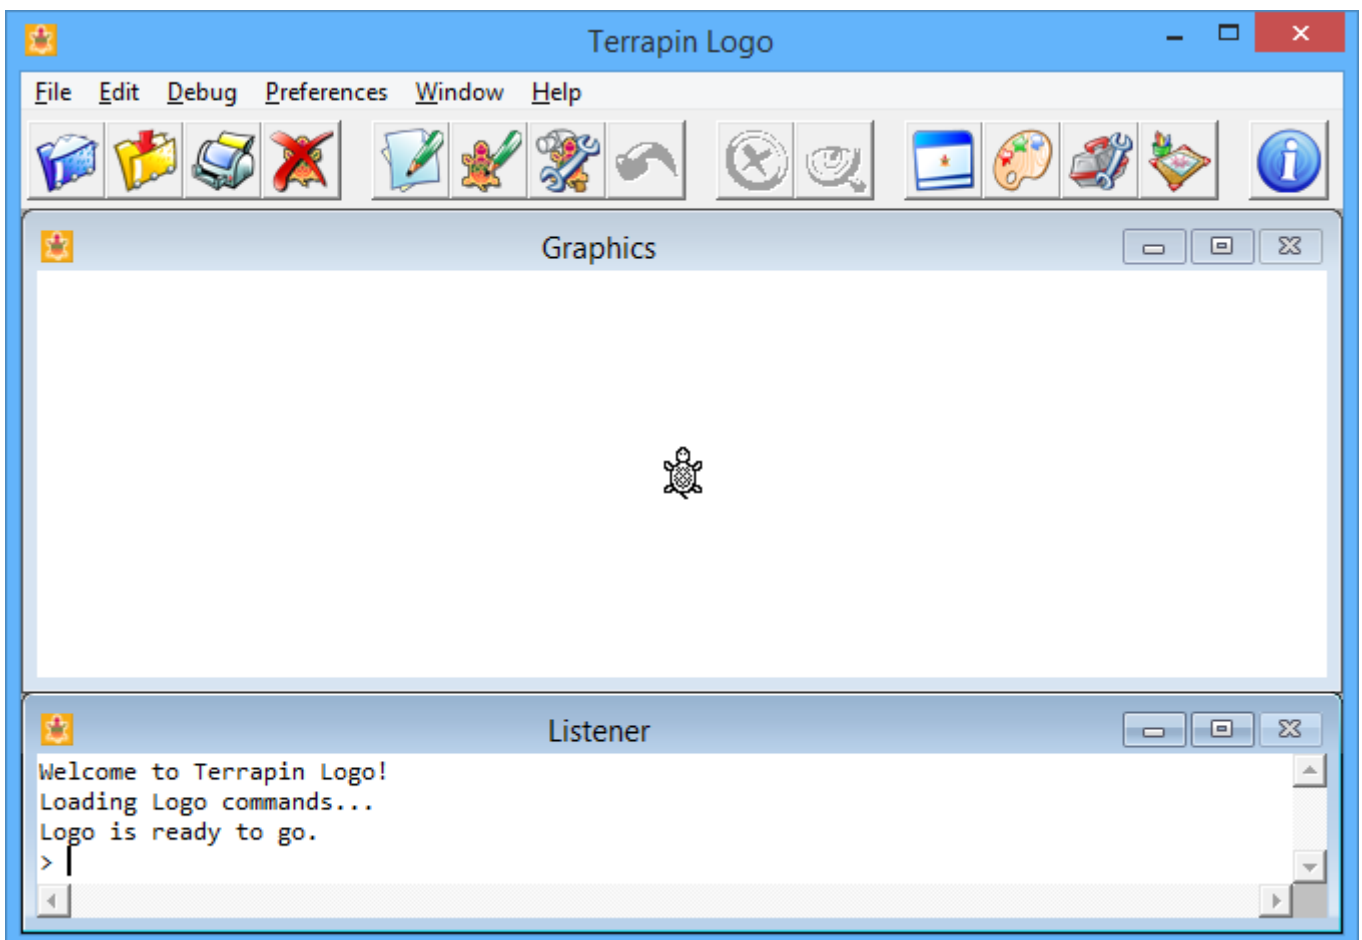 Terrapin Logo
File Edit Debug Preferences Window Help
Graphics
Listener
Welcome to Terrapin Logo!
Loading Logo commands...
Logo is ready to go.
>